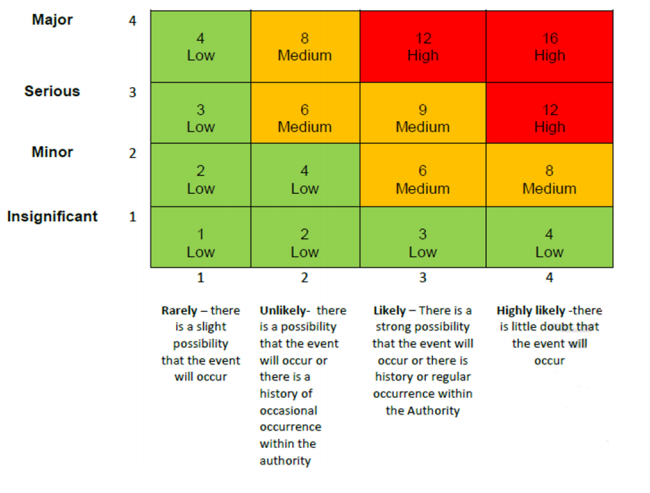 Major 4 4 8 12 16
Low Medium High High
Serious 3 3 6 9 12
Low Medium Medium High
Minor 2 2 4 6 8
Low Low Medium Medium
Insignificant 1 1 2 3 4
Low Low Low Low
1 2 3 4
Rarely – there
is a slight
possibility
that the event
will occur
Unlikely- there
is a possibility
that the event
will occur or
there is a
history of
occasional
occurrence
within the
authority
Likely – There is a
strong possibility
that the event will
occur or there is
history or regular
occurrence within
the Authority
Highly likely -there
is little doubt that
the event will
occur